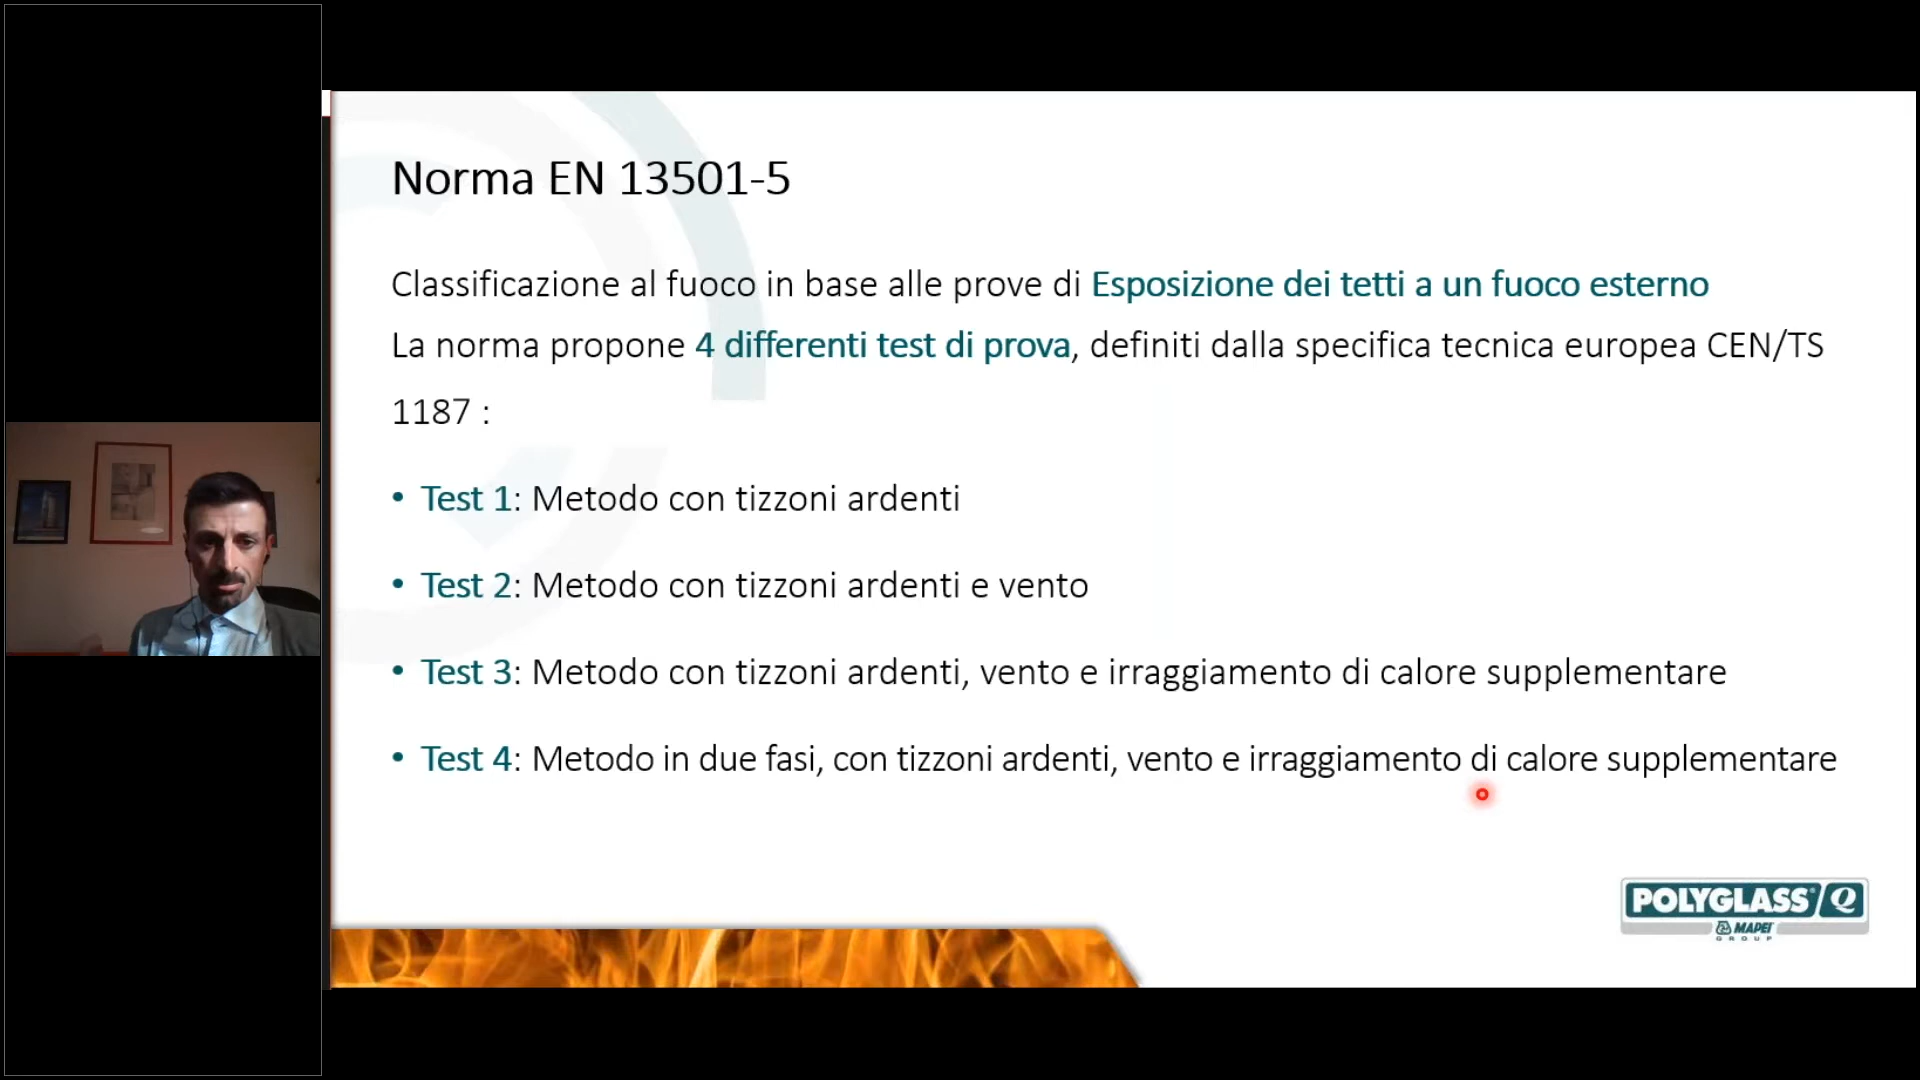 Norma EN 13501-5
Classificazione al fuoco in base alle prove di Esposizione dei tetti a un fuoco esterno
La norma propone 4 differenti test di prova, definiti dalla specifica tecnica europea CEN/TS
1187 :
• Test 1: Metodo con tizzoni ardenti
• Test 2: Metodo con tizzoni ardenti e vento
• Test 3: Metodo con tizzoni ardenti, vento e irraggiamento di calore supplementare
• Test 4: Metodo in due fasi, con tizzoni ardenti, vento e irraggiamento di calore supplementare
POLYGLASS® Q
MAPEI
GROUP